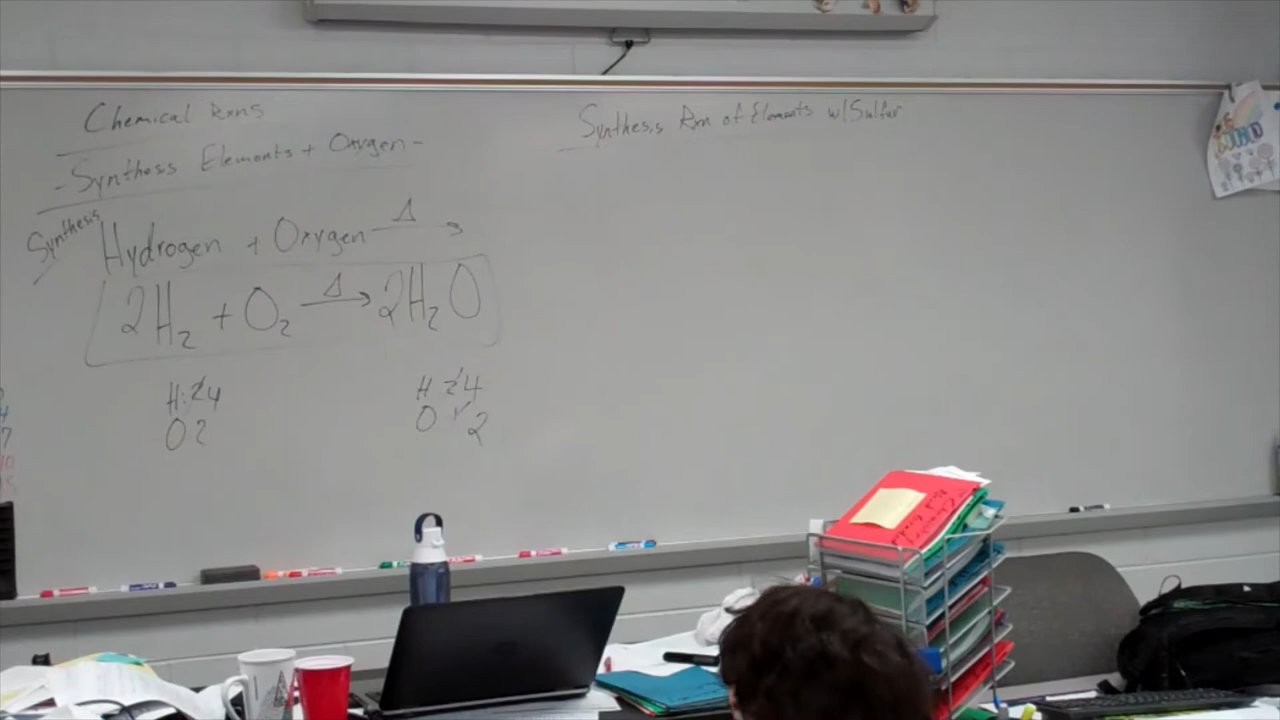 Chemical Rxns
- Synthesis Elements + Oxygen -
Synthesis
Hydrogen + Oxygen Δ →
2H₂ + O₂ Δ → 2H₂O
H: 2 4
O 2
H 2 4
O 2
Synthesis Rxn of Elements w/ Sulfur